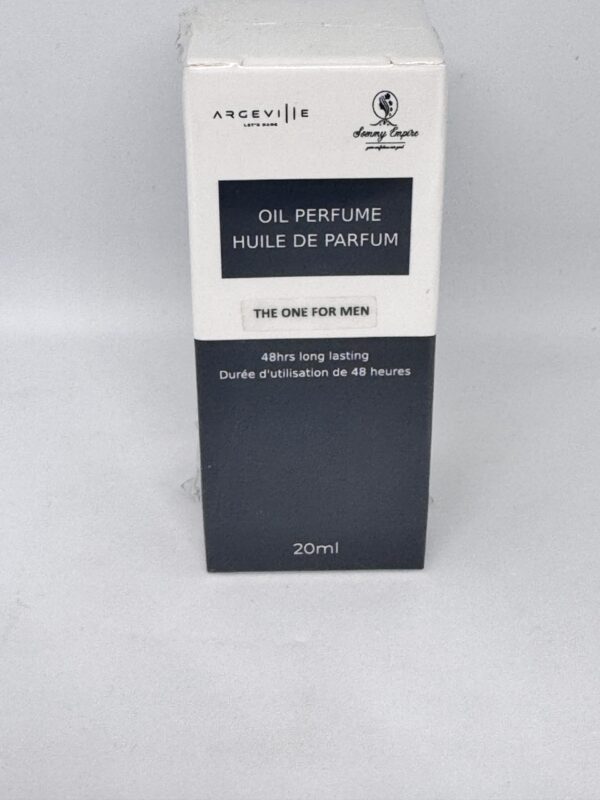 ARGEVILLE
LET'S DARE
Sommy Empire
OIL PERFUME
HUILE DE PARFUM
THE ONE FOR MEN
48hrs long lasting
Durée d'utilisation de 48 heures
20ml